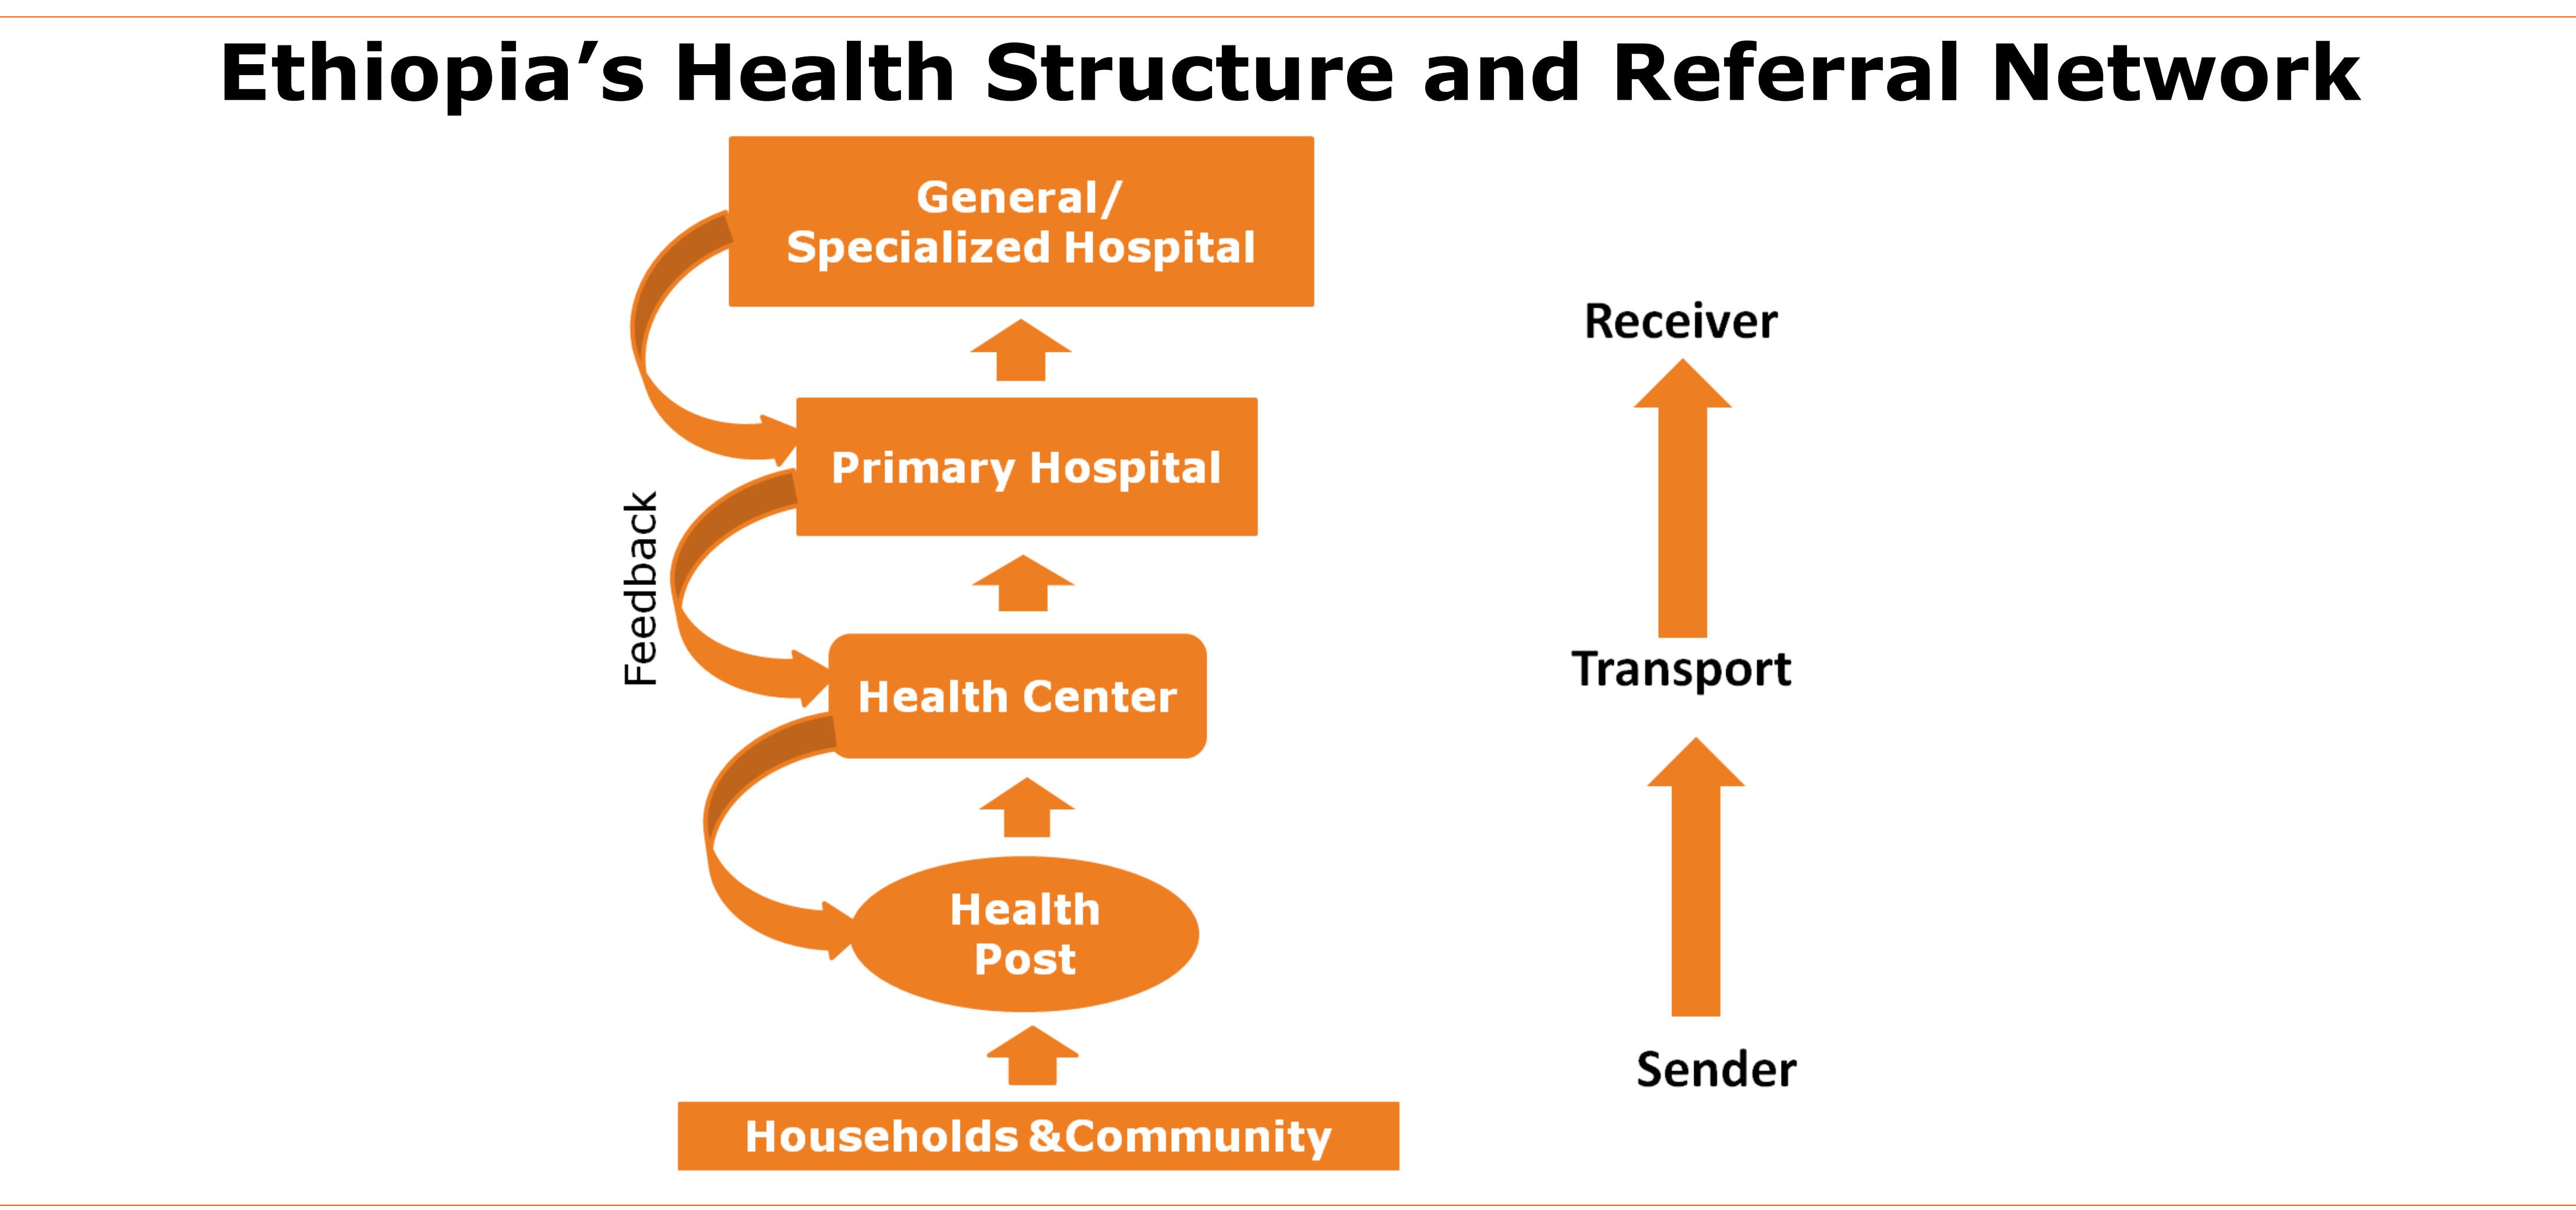 Ethiopia’s Health Structure and Referral Network
General/
Specialized Hospital
Primary Hospital
Feedback
Health Center
Health
Post
Households &Community
Receiver
Transport
Sender